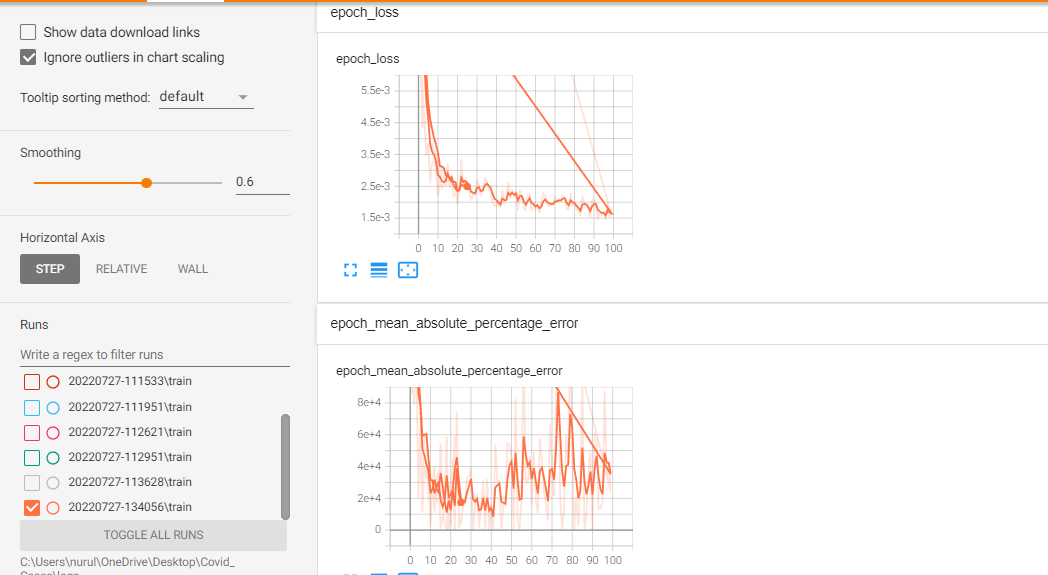 Show data download links
Ignore outliers in chart scaling
Tooltip sorting method: default
Smoothing
0.6
Horizontal Axis
STEP RELATIVE WALL
Runs
Write a regex to filter runs
20220727-111533\train
20220727-111951\train
20220727-112621\train
20220727-112951\train
20220727-113628\train
20220727-134056\train
TOGGLE ALL RUNS
C:\Users\nurul\OneDrive\Desktop\Covid_
epoch_loss
epoch_loss
5.5e-3
4.5e-3
3.5e-3
2.5e-3
1.5e-3
0 10 20 30 40 50 60 70 80 90 100
epoch_mean_absolute_percentage_error
epoch_mean_absolute_percentage_error
8e+4
6e+4
4e+4
2e+4
0
0 10 20 30 40 50 60 70 80 90 100